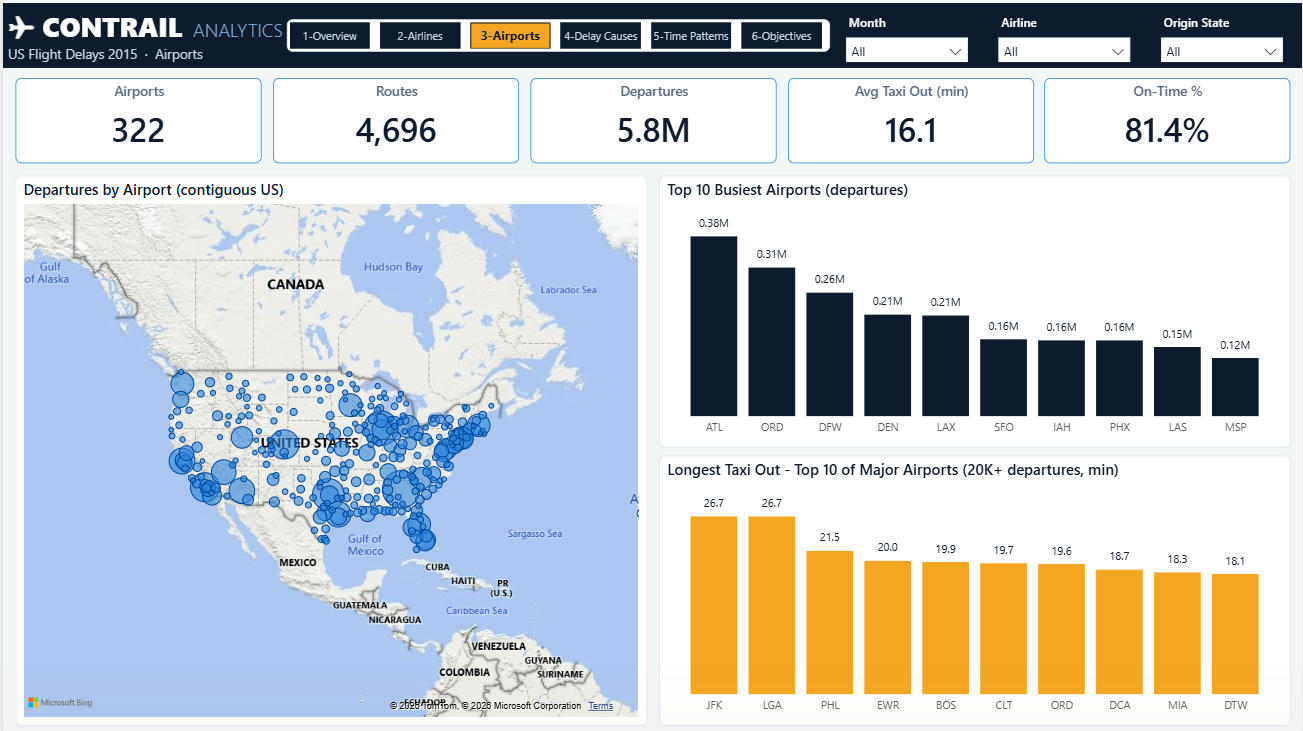 CONTRAIL ANALYTICS
US Flight Delays 2015 · Airports
1-Overview
2-Airlines
3-Airports
4-Delay Causes
5-Time Patterns
6-Objectives
Month
All
Airline
All
Origin State
All
Airports
322
Routes
4,696
Departures
5.8M
Avg Taxi Out (min)
16.1
On-Time %
81.4%
Departures by Airport (contiguous US)
Gulf
of Alaska
Hudson Bay
CANADA
Labrador Sea
UNITED STATES
Gulf of
Mexico
Sargasso Sea
MEXICO
CUBA
HAITI
PR
(U.S.)
GUATEMALA
Caribbean Sea
NICARAGUA
VENEZUELA
GUYANA
COLOMBIA
SURINAME
ECUADOR
Microsoft Bing
TomTom, © 2026 Microsoft Corporation Terms
Top 10 Busiest Airports (departures)
0.38M
0.31M
0.26M
0.21M
0.21M
0.16M
0.16M
0.16M
0.15M
0.12M
ATL
ORD
DFW
DEN
LAX
SFO
IAH
PHX
LAS
MSP
Longest Taxi Out - Top 10 of Major Airports (20K+ departures, min)
26.7
26.7
21.5
20.0
19.9
19.7
19.6
18.7
18.3
18.1
JFK
LGA
PHL
EWR
BOS
CLT
ORD
DCA
MIA
DTW